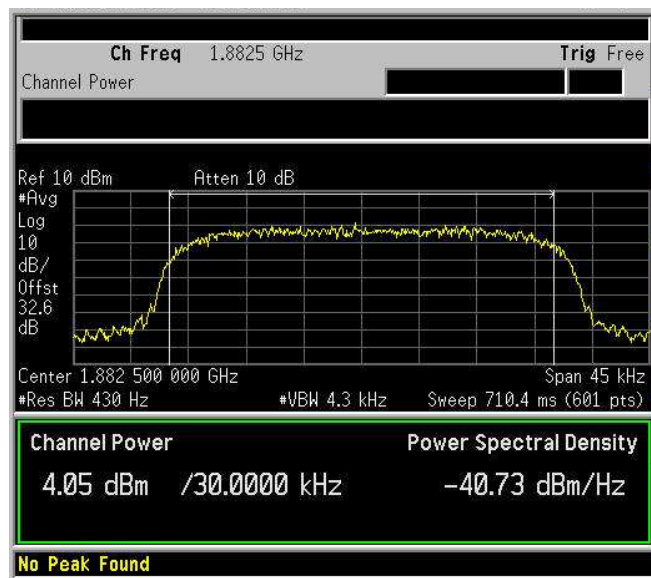 Ch Freq 1.8825 GHz Trig Free
Channel Power
Ref 10 dBm Atten 10 dB
#Avg
Log
10
dB/
Offst
32.6
dB
Center 1.882 500 000 GHz Span 45 kHz
#Res BW 430 Hz #VBW 4.3 kHz Sweep 710.4 ms (601 pts)
Channel Power Power Spectral Density
4.05 dBm /30.0000 kHz -40.73 dBm/Hz
No Peak Found